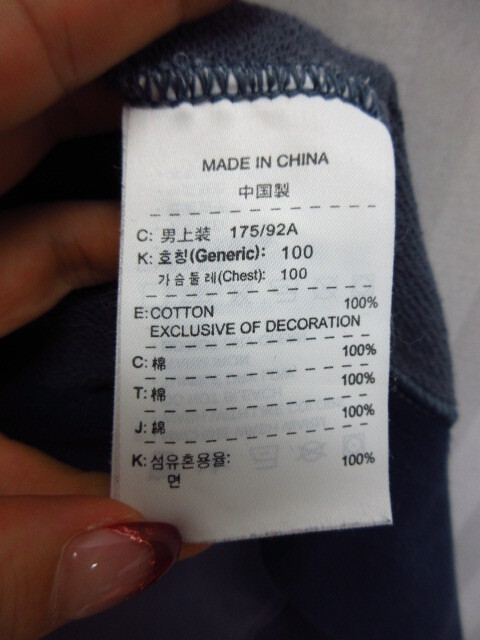 MADE IN CHINA
中国製
C: 男上装 175/92A
K: 호칭(Generic): 100
가슴둘레(Chest): 100
E: COTTON 100%
EXCLUSIVE OF DECORATION
C: 棉 100%
T: 棉 100%
J: 綿 100%
K: 섬유혼용율: 100%
면